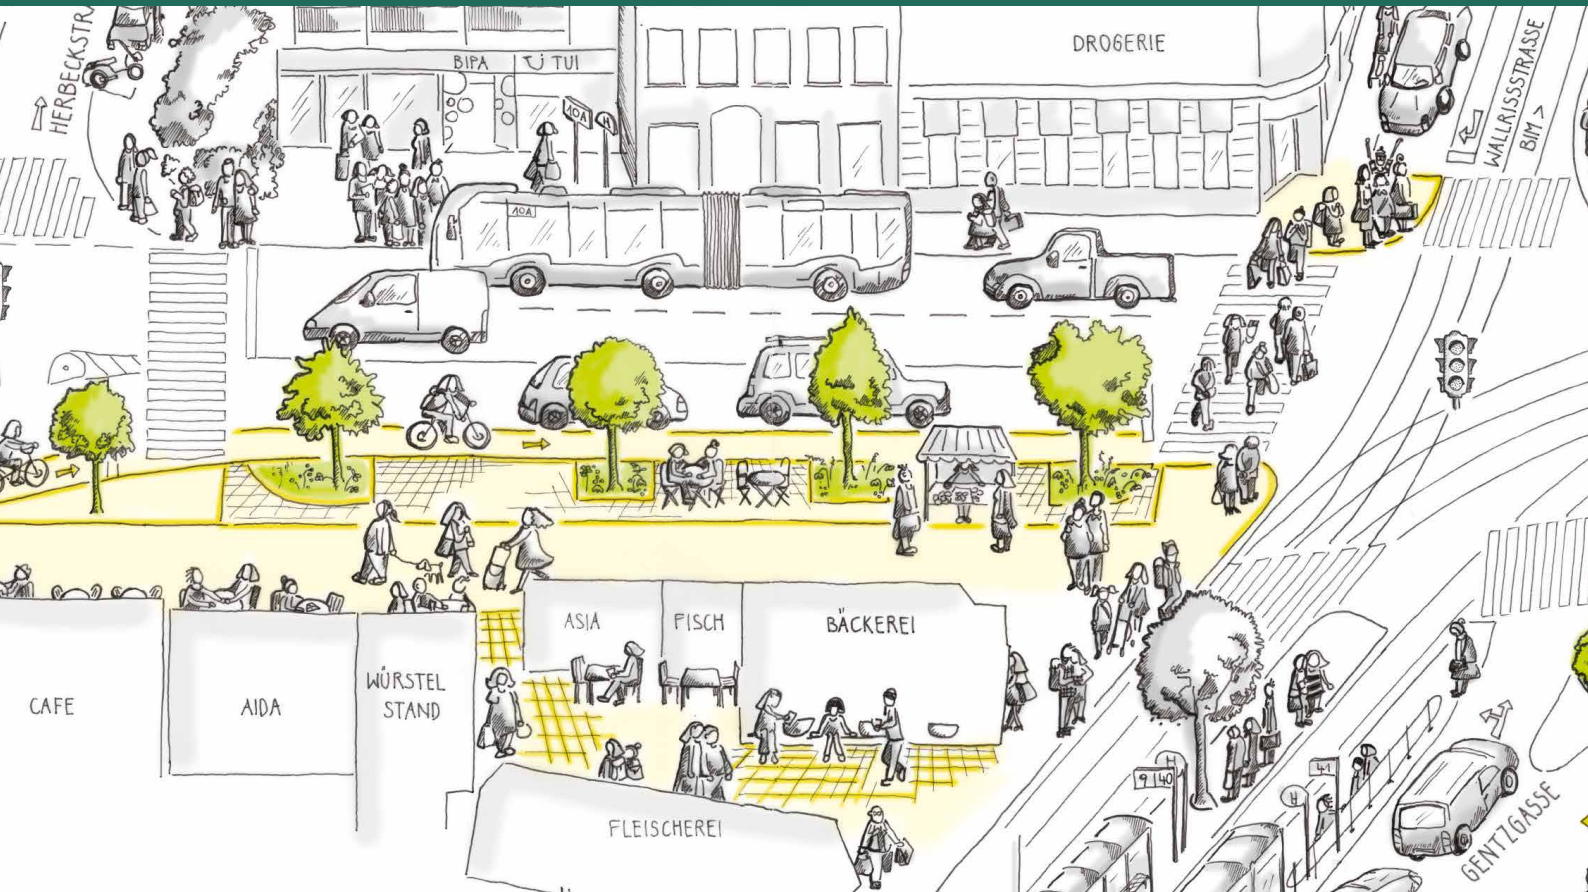 HERBECKSTR
BIPA
TUI
10A
H
DROGERIE
WALLRISSSTRASSE
BIM >
10A
CAFE
AIDA
WÜRSTEL
STAND
ASIA
FISCH
BÄCKEREI
FLEISCHEREI
H
9 | 40
H
41
GENTZGASSE